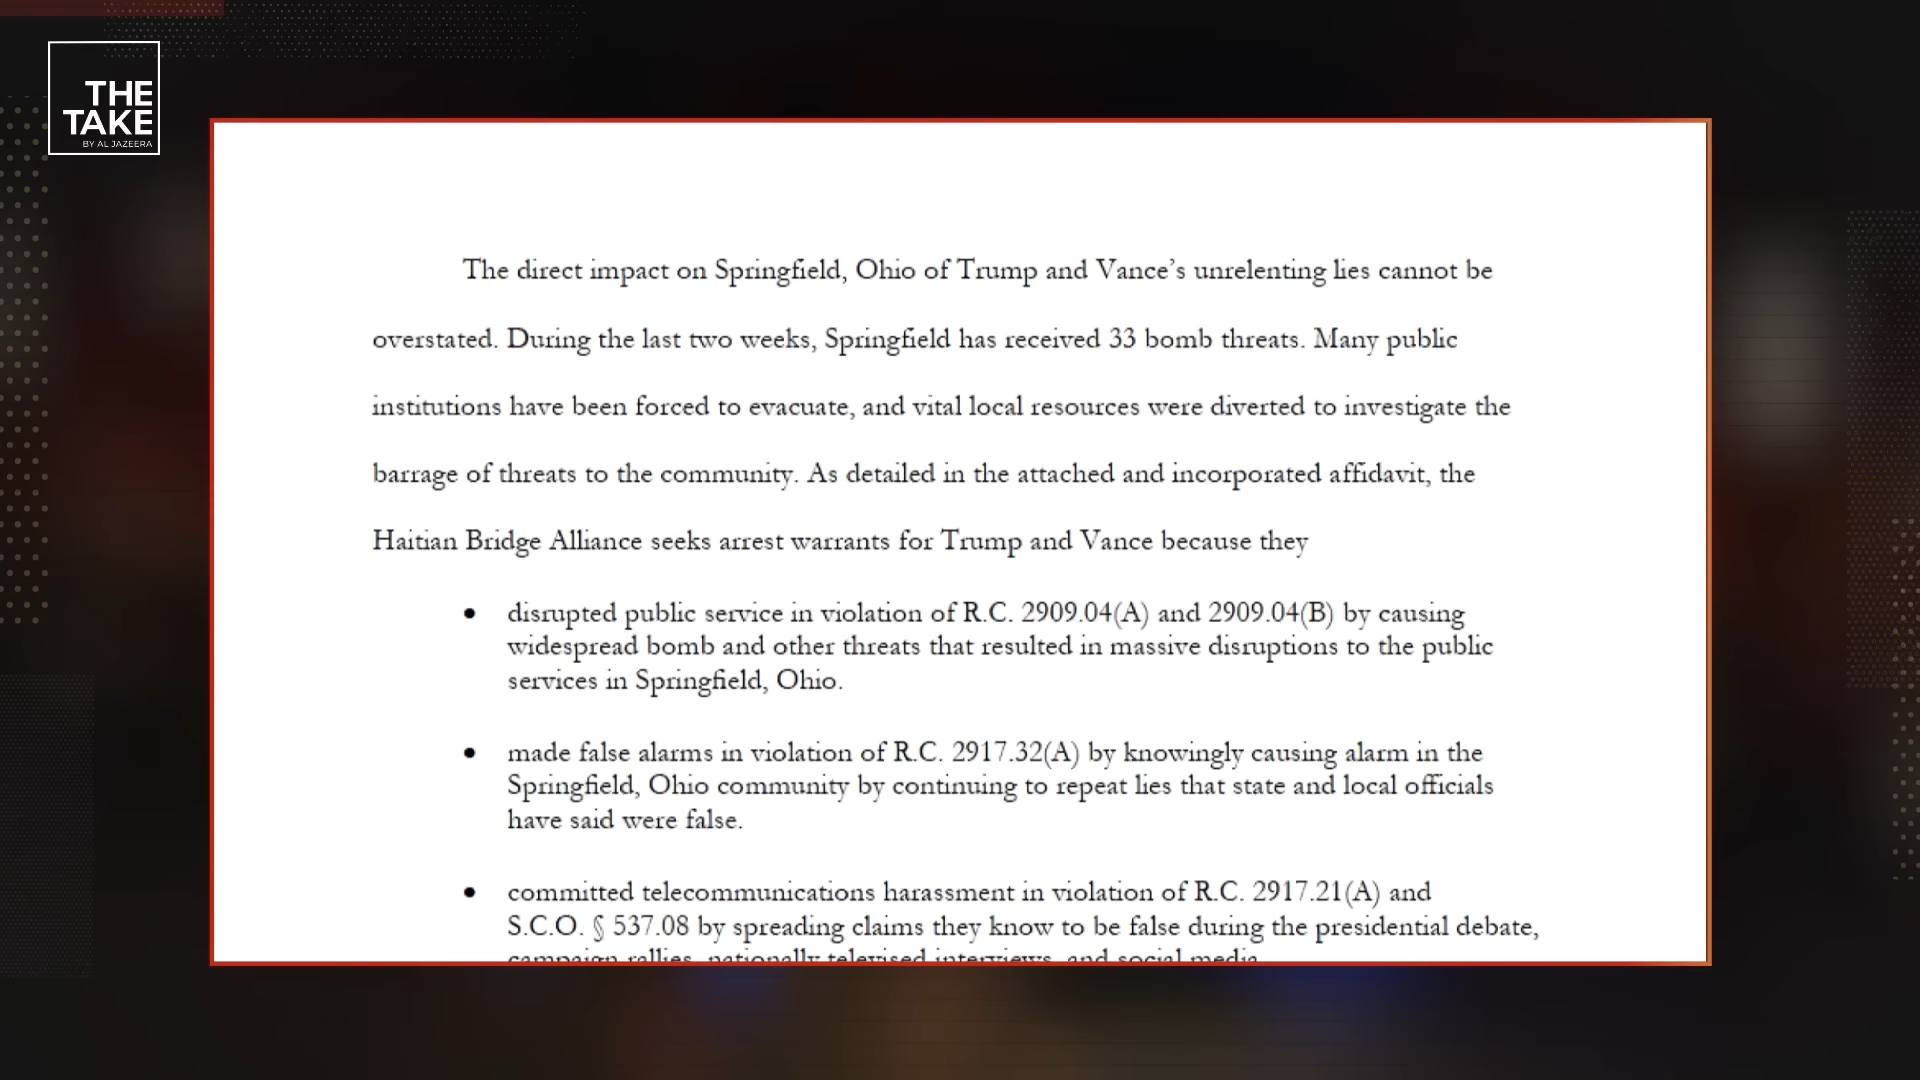 THE
TAKE
BY AL JAZEERA
The direct impact on Springfield, Ohio of Trump and Vance’s unrelenting lies cannot be
overstated. During the last two weeks, Springfield has received 33 bomb threats. Many public
institutions have been forced to evacuate, and vital local resources were diverted to investigate the
barrage of threats to the community. As detailed in the attached and incorporated affidavit, the
Haitian Bridge Alliance seeks arrest warrants for Trump and Vance because they
• disrupted public service in violation of R.C. 2909.04(A) and 2909.04(B) by causing
widespread bomb and other threats that resulted in massive disruptions to the public
services in Springfield, Ohio.
• made false alarms in violation of R.C. 2917.32(A) by knowingly causing alarm in the
Springfield, Ohio community by continuing to repeat lies that state and local officials
have said were false.
• committed telecommunications harassment in violation of R.C. 2917.21(A) and
S.C.O. § 537.08 by spreading claims they know to be false during the presidential debate,
campaign rallies, nationally televised interviews, and social media